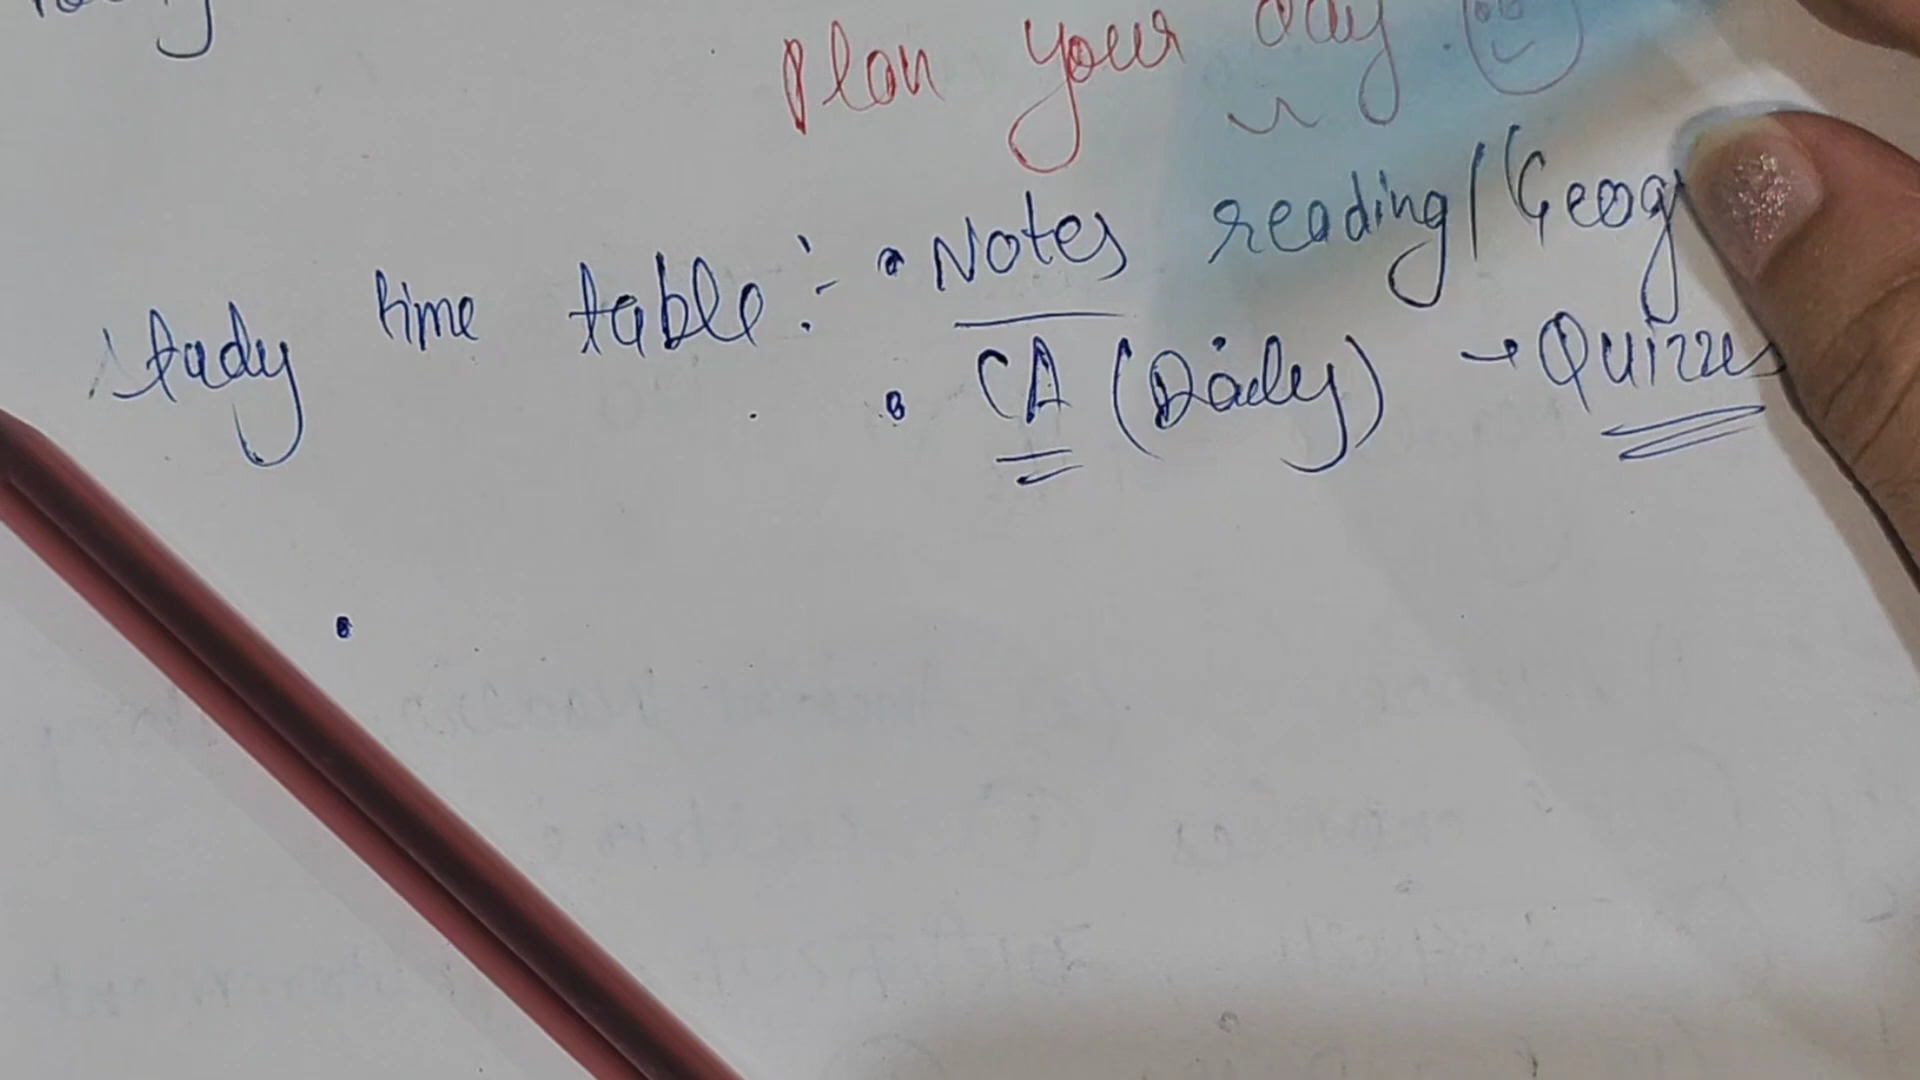 Plan your day.
Study time table :- • Notes reading / Geog
• CA (Daily) → Quizzes